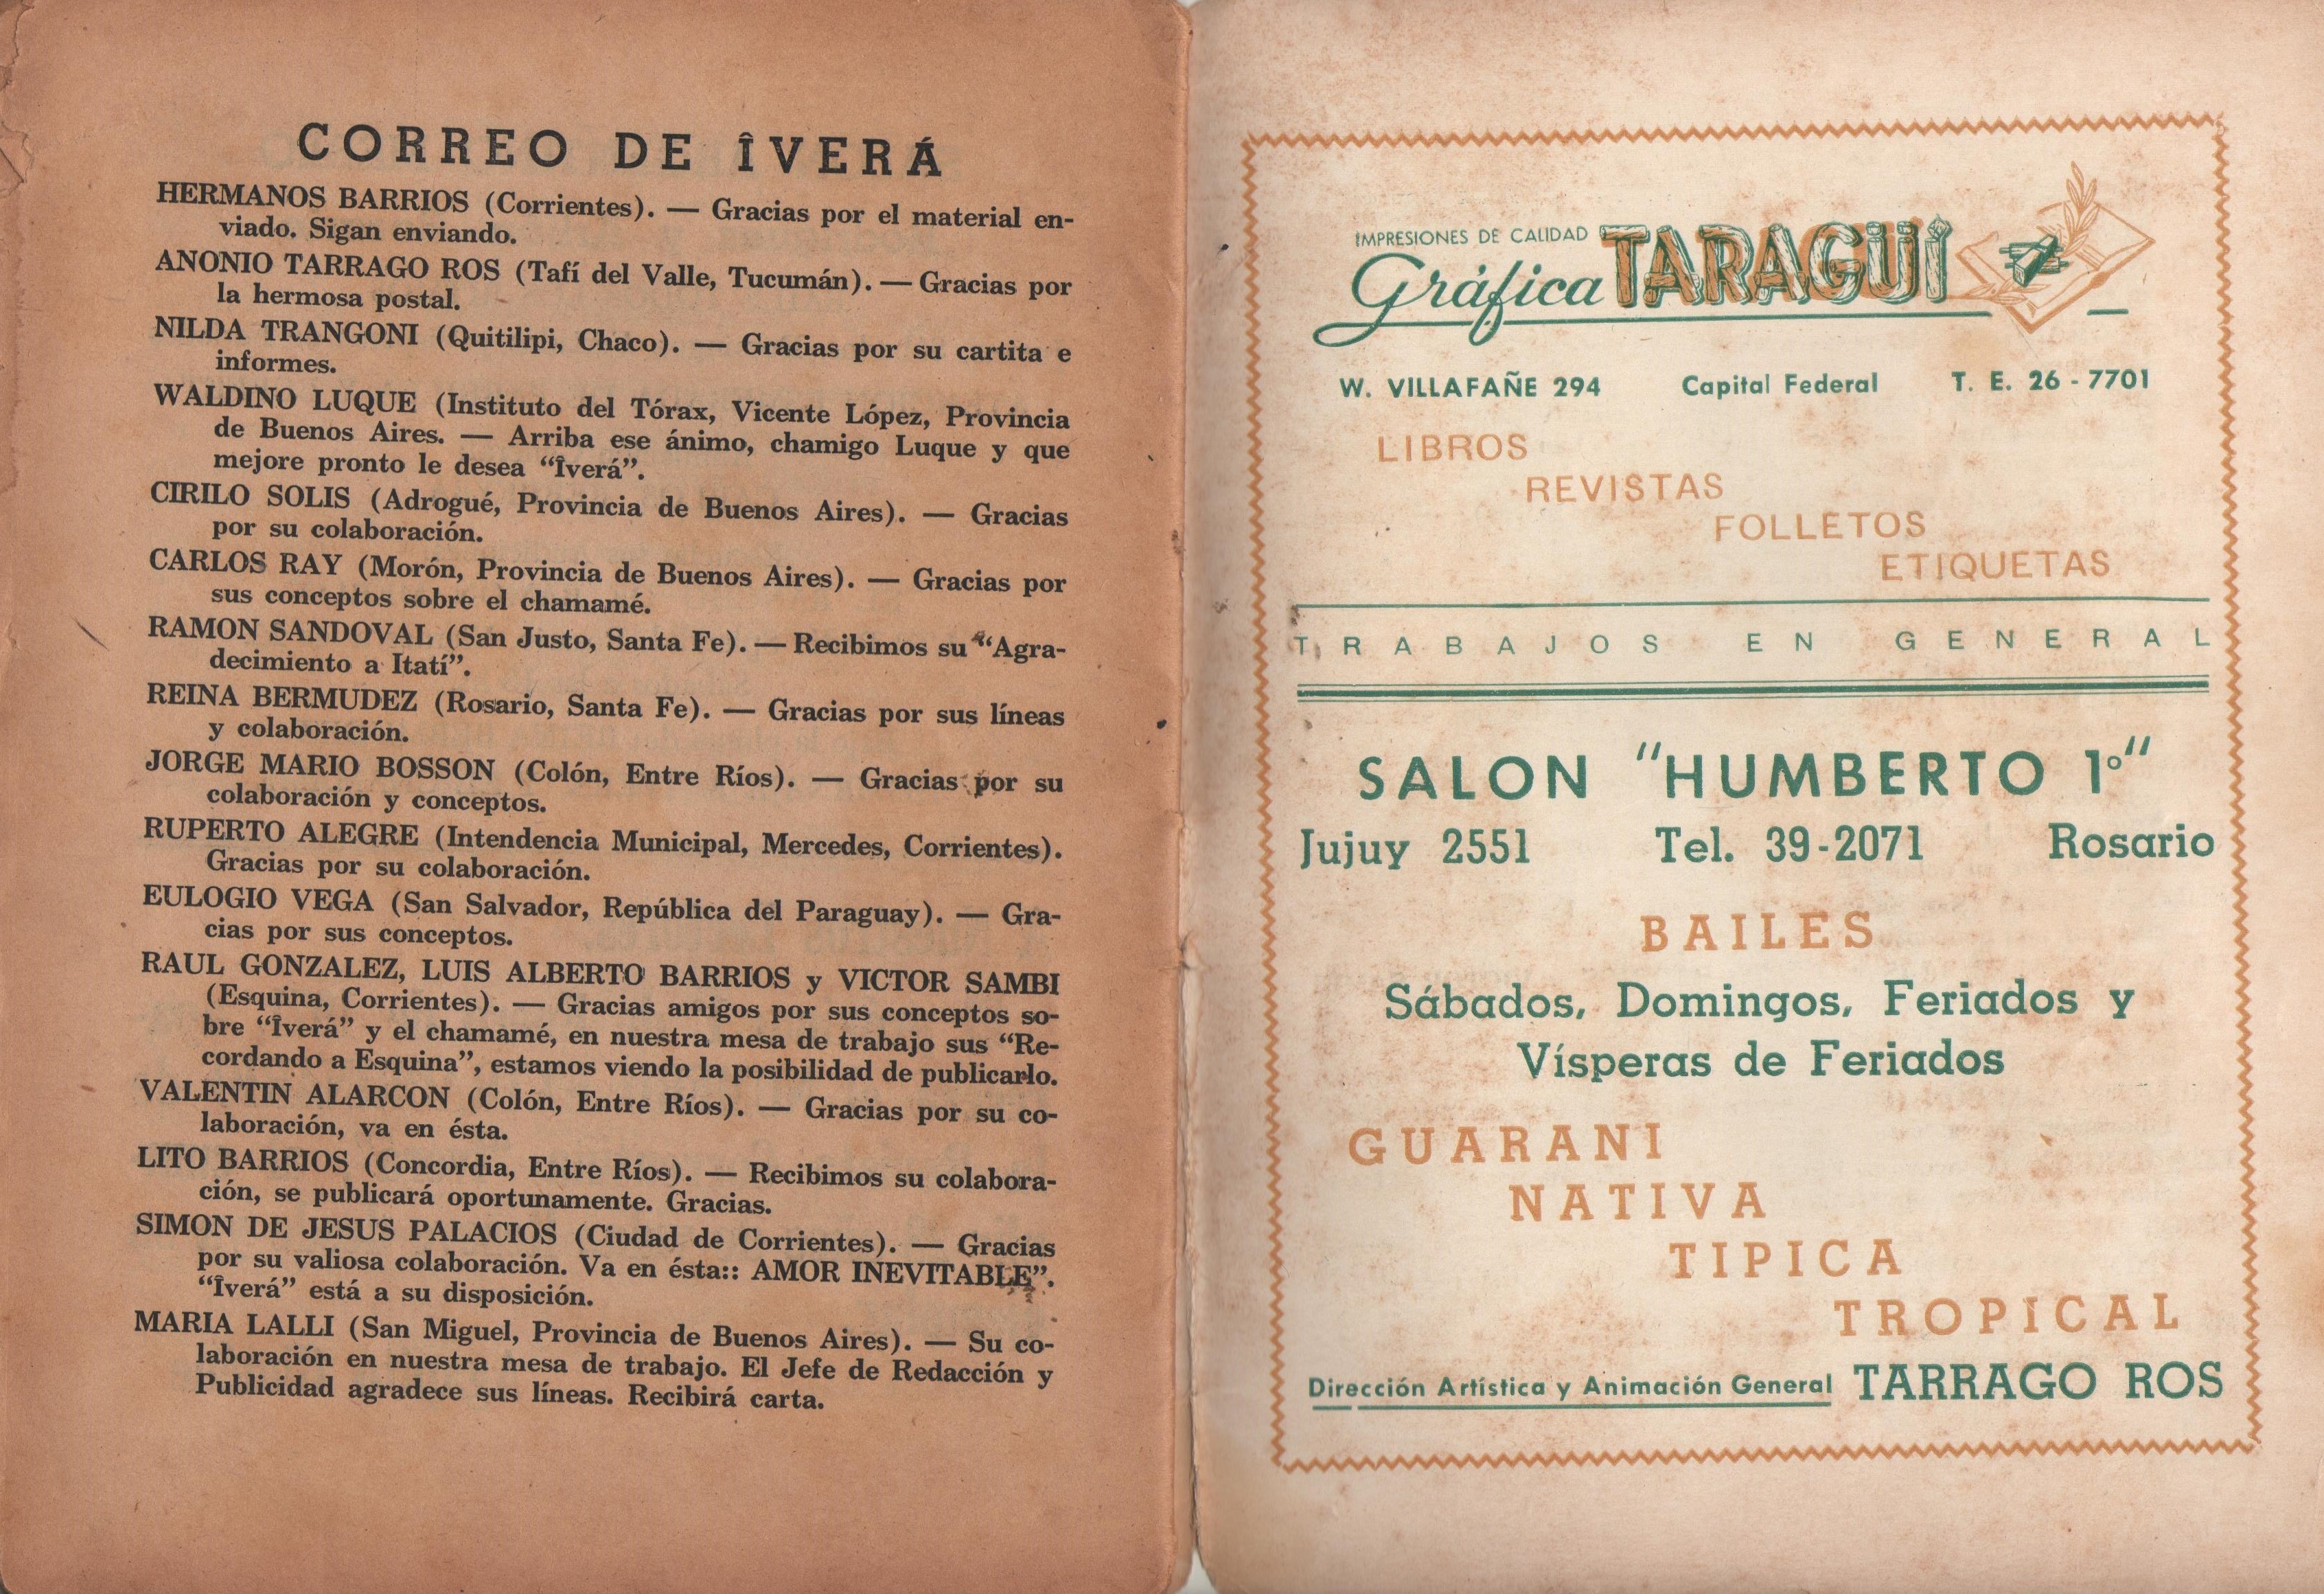 CORREO DE ÎVERÁ
HERMANOS BARRIOS (Corrientes). — Gracias por el material en-
viado. Sigan enviando.
ANONIO TARRAGO ROS (Tafí del Valle, Tucumán). — Gracias por
la hermosa postal.
NILDA TRANGONI (Quitilipi, Chaco). — Gracias por su cartita e
informes.
WALDINO LUQUE (Instituto del Tórax, Vicente López, Provincia
de Buenos Aires. — Arriba ese ánimo, chamigo Luque y que
mejore pronto le desea “Îverá”.
CIRILO SOLIS (Adrogué, Provincia de Buenos Aires). — Gracias
por su colaboración.
CARLOS RAY (Morón, Provincia de Buenos Aires). — Gracias por
sus conceptos sobre el chamamé.
RAMON SANDOVAL (San Justo, Santa Fe). — Recibimos su “Agra-
decimiento a Itatí”.
REINA BERMUDEZ (Rosario, Santa Fe). — Gracias por sus líneas
y colaboración.
JORGE MARIO BOSSON (Colón, Entre Ríos). — Gracias por su
colaboración y conceptos.
RUPERTO ALEGRE (Intendencia Municipal, Mercedes, Corrientes).
Gracias por su colaboración.
EULOGIO VEGA (San Salvador, República del Paraguay). — Gra-
cias por sus conceptos.
RAUL GONZALEZ, LUIS ALBERTO BARRIOS y VICTOR SAMBI
(Esquina, Corrientes). — Gracias amigos por sus conceptos so-
bre “Îverá” y el chamamé, en nuestra mesa de trabajo sus “Re-
cordando a Esquina”, estamos viendo la posibilidad de publicarlo.
VALENTIN ALARCON (Colón, Entre Ríos). — Gracias por su co-
laboración, va en ésta.
LITO BARRIOS (Concordia, Entre Ríos). — Recibimos su colabora-
ción, se publicará oportunamente. Gracias.
SIMON DE JESUS PALACIOS (Ciudad de Corrientes). — Gracias
por su valiosa colaboración. Va en ésta:: AMOR INEVITABLE”.
“Îverá” está a su disposición.
MARIA LALLI (San Miguel, Provincia de Buenos Aires). — Su co-
laboración en nuestra mesa de trabajo. El Jefe de Redacción y
Publicidad agradece sus líneas. Recibirá carta.
IMPRESIONES DE CALIDAD
Gráfica TARAGÜÍ
W. VILLAFAÑE 294 Capital Federal T. E. 26 - 7701
LIBROS
REVISTAS
FOLLETOS
ETIQUETAS
TRABAJOS EN GENERAL
SALON “HUMBERTO 1º“
Jujuy 2551 Tel. 39-2071 Rosario
BAILES
Sábados, Domingos, Feriados y
Vísperas de Feriados
GUARANI
NATIVA
TIPICA
TROPICAL
Dirección Artística y Animación General TARRAGO ROS